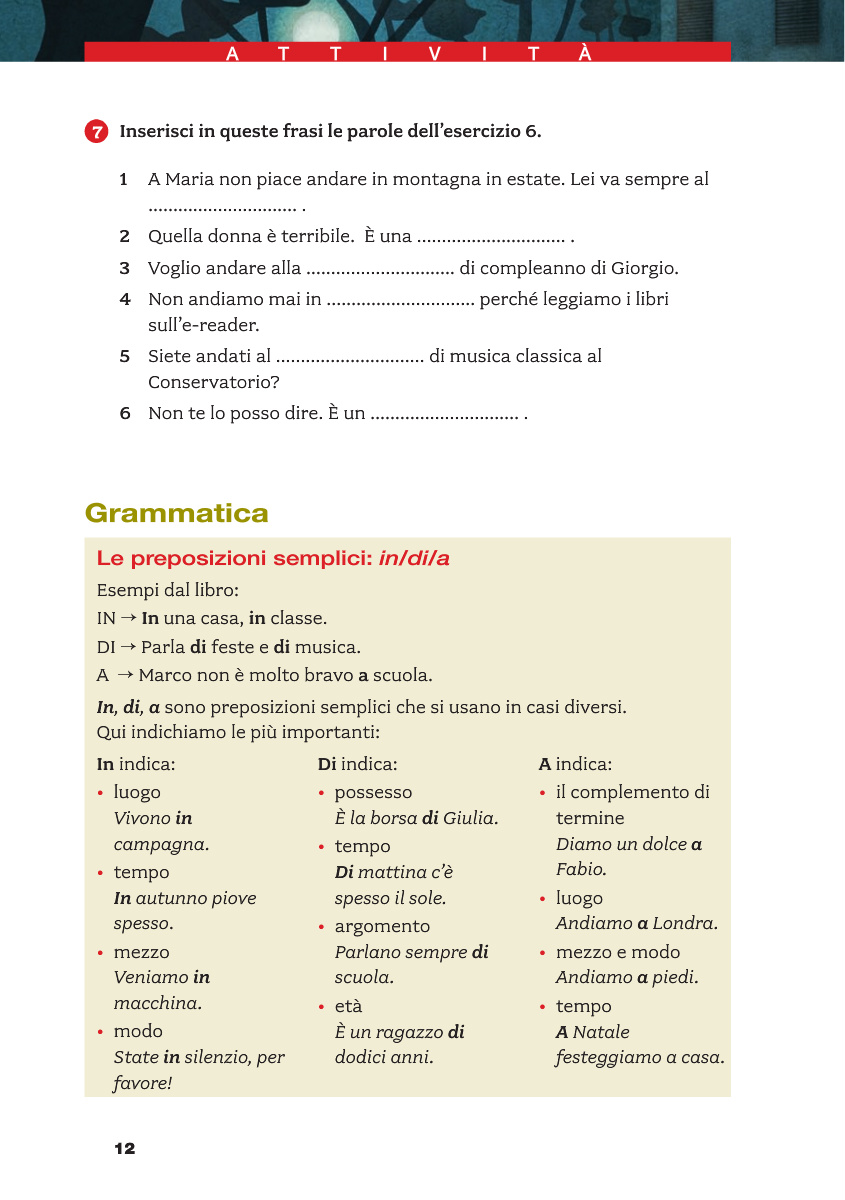 ATTIVITÀ
7 Inserisci in queste frasi le parole dell'esercizio 6.
1 A Maria non piace andare in montagna in estate. Lei va sempre al
.............................. .
2 Quella donna è terribile. È una .............................. .
3 Voglio andare alla .............................. di compleanno di Giorgio.
4 Non andiamo mai in .............................. perché leggiamo i libri
sull'e-reader.
5 Siete andati al .............................. di musica classica al
Conservatorio?
6 Non te lo posso dire. È un .............................. .
Grammatica
Le preposizioni semplici: in/di/a
Esempi dal libro:
IN → In una casa, in classe.
DI → Parla di feste e di musica.
A → Marco non è molto bravo a scuola.
In, di, a sono preposizioni semplici che si usano in casi diversi.
Qui indichiamo le più importanti:
In indica:
• luogo
Vivono in
campagna.
• tempo
In autunno piove
spesso.
• mezzo
Veniamo in
macchina.
• modo
State in silenzio, per
favore!
Di indica:
• possesso
È la borsa di Giulia.
• tempo
Di mattina c'è
spesso il sole.
• argomento
Parlano sempre di
scuola.
• età
È un ragazzo di
dodici anni.
A indica:
• il complemento di
termine
Diamo un dolce a
Fabio.
• luogo
Andiamo a Londra.
• mezzo e modo
Andiamo a piedi.
• tempo
A Natale
festeggiamo a casa.
12